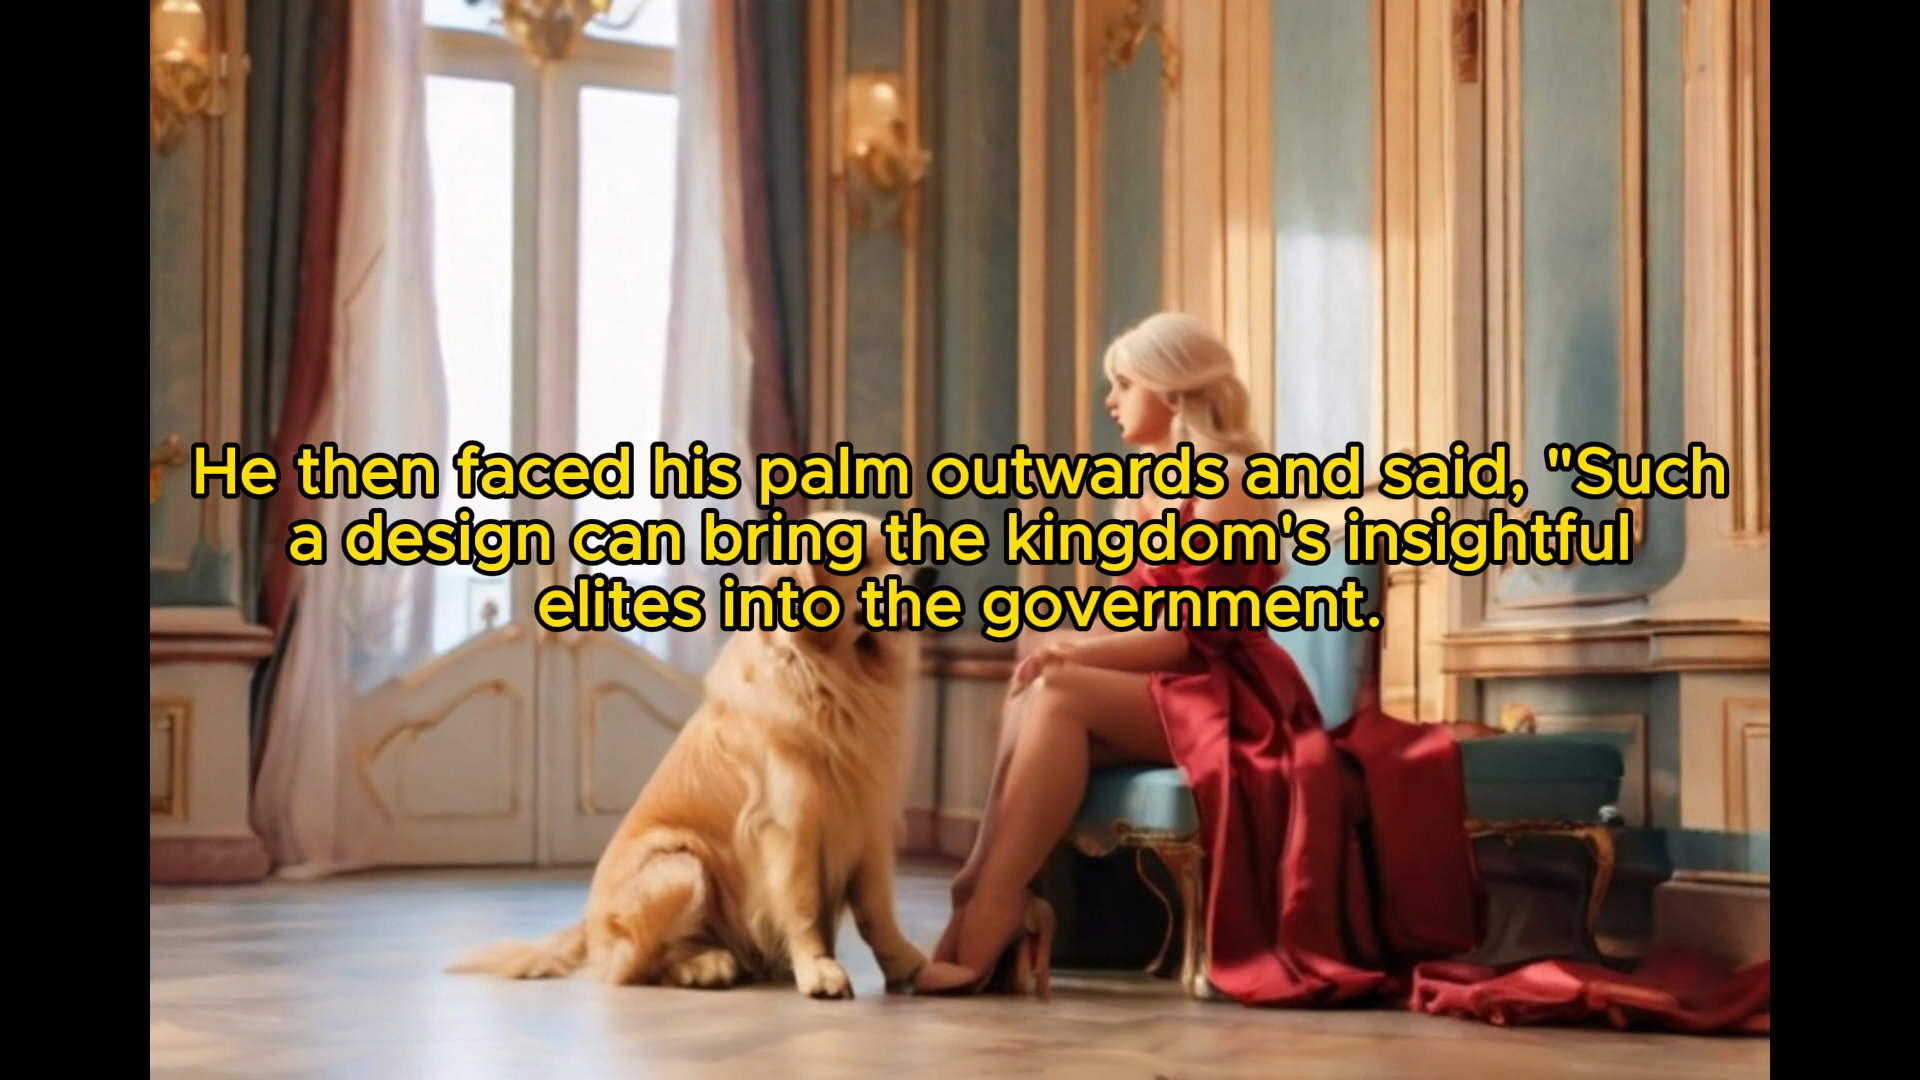 He then faced his palm outwards and said, "Such
a design can bring the kingdom's insightful
elites into the government.